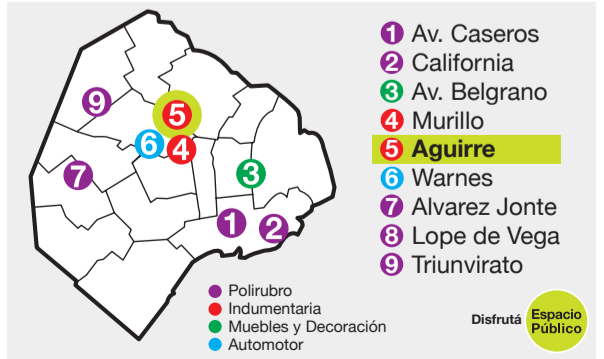 1 Av. Caseros
2 California
3 Av. Belgrano
4 Murillo
5 Aguirre
6 Warnes
7 Alvarez Jonte
8 Lope de Vega
9 Triunvirato
9
5
6
4
7
3
1
2
Polirubro
Indumentaria
Muebles y Decoración
Automotor
Disfrutá Espacio
Público